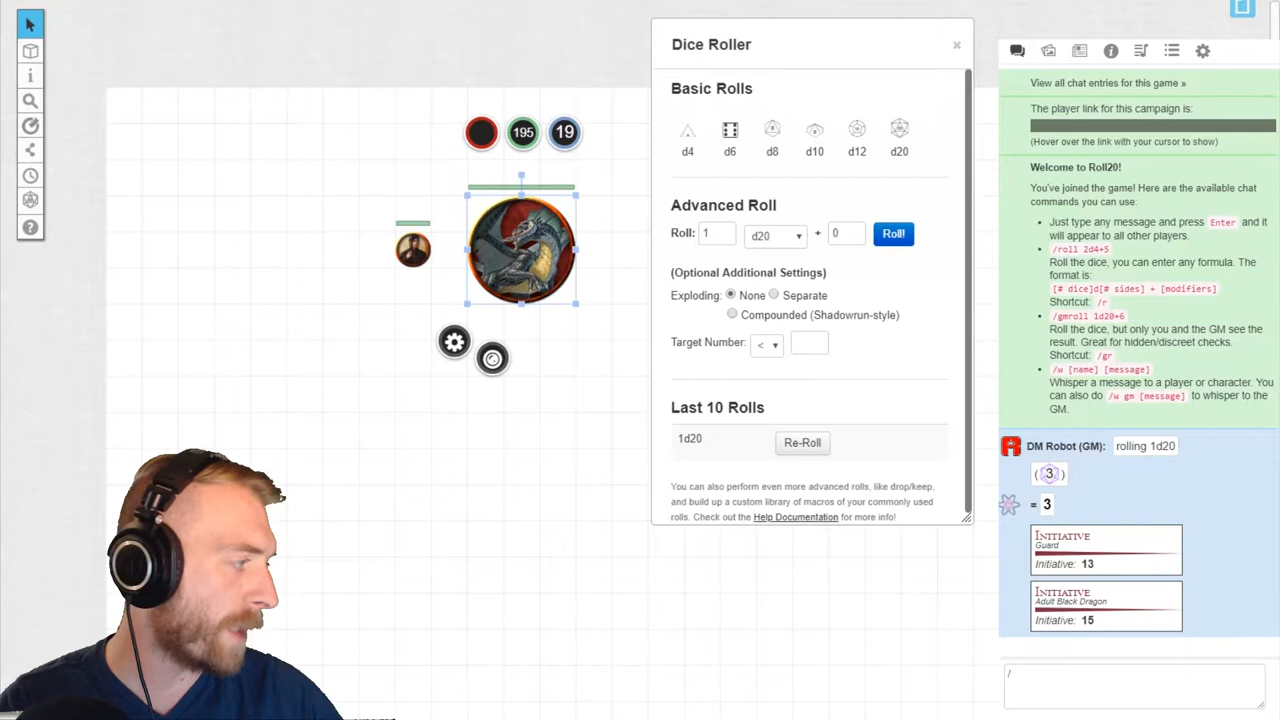 195
19
Dice Roller
×
Basic Rolls
d4
d6
d8
d10
d12
d20
Advanced Roll
Roll: 1 d20 + 0 Roll!
(Optional Additional Settings)
Exploding: None Separate
Compounded (Shadowrun-style)
Target Number: <
Last 10 Rolls
1d20 Re-Roll
You can also perform even more advanced rolls, like drop/keep,
and build up a custom library of macros of your commonly used
rolls. Check out the Help Documentation for more info!
View all chat entries for this game »
The player link for this campaign is:
(Hover over the link with your cursor to show)
Welcome to Roll20!
You've joined the game! Here are the available chat
commands you can use:
Just type any message and press Enter and it
will appear to all other players.
/roll 2d4+5
Roll the dice, you can enter any formula. The
format is:
[# dice]d[# sides] + [modifiers]
Shortcut: /r
/gmroll 1d20+6
Roll the dice, but only you and the GM see the
result. Great for hidden/discreet checks.
Shortcut: /gr
/w [name] [message]
Whisper a message to a player or character. You
can also do /w gm [message] to whisper to the
GM.
DM Robot (GM): rolling 1d20
(3)
= 3
INITIATIVE
Guard
Initiative: 13
INITIATIVE
Adult Black Dragon
Initiative: 15
/